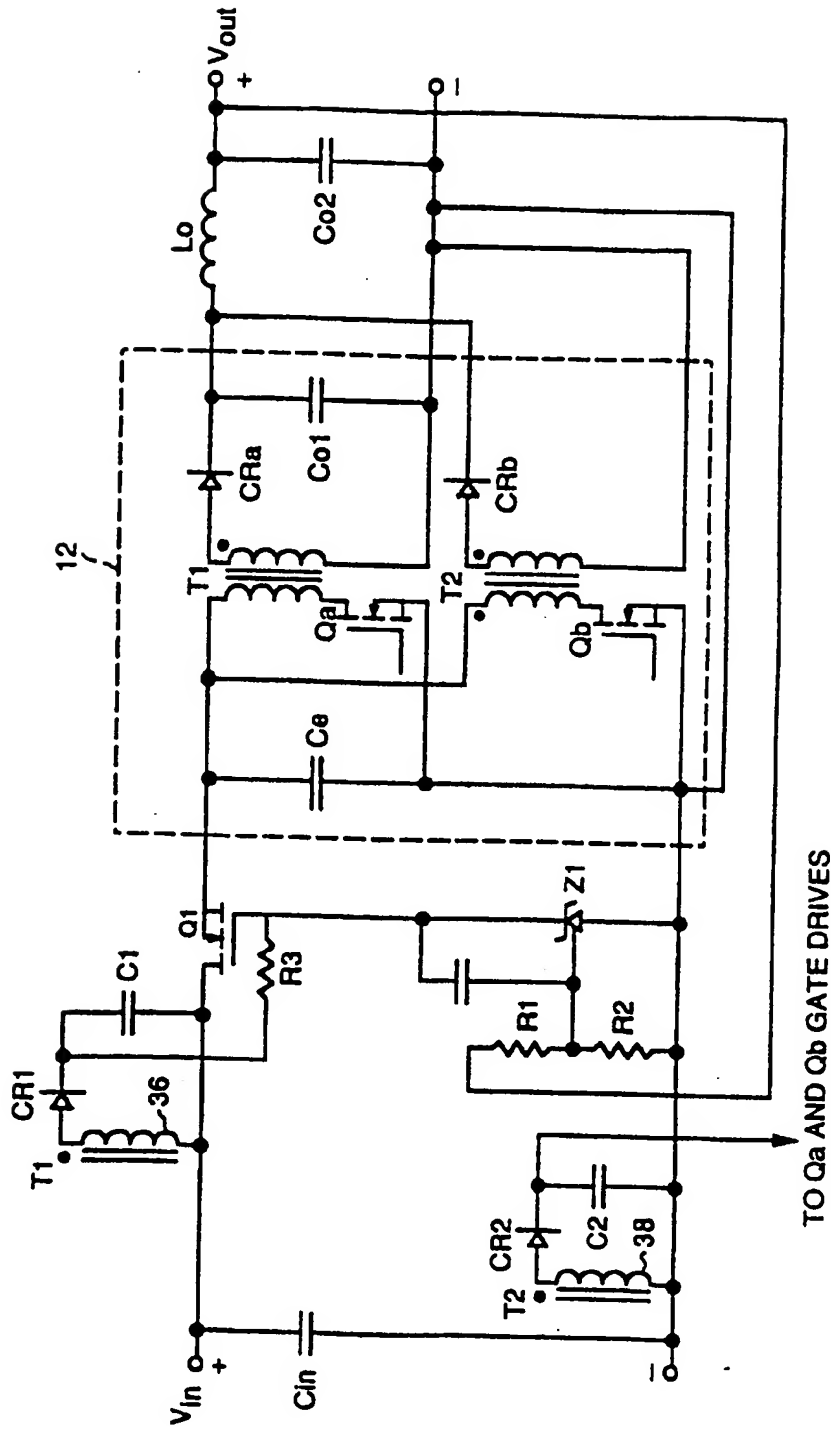 12
Vin
+
Cin
−
T1
CR1
36
C1
Q1
R3
T2
CR2
38
C2
R1
R2
Z1
Ce
T1
Qa
T2
Qb
CRa
Co1
CRb
Lo
Co2
Vout
+
−
TO Qa AND Qb GATE DRIVES